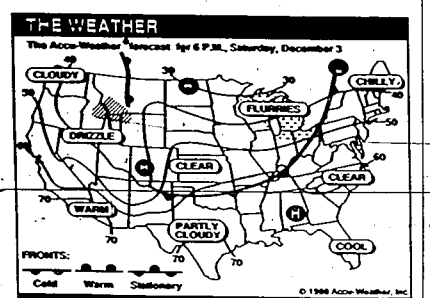 THE WEATHER
The Accu-Weather forecast for 6 P.M., Saturday, December 3
CLOUDY
40
30
30
CHILLY
40
50
FLURRIES
50
DRIZZLE
H
CLEAR
60
CLEAR
70
WARM
70
PARTLY
CLOUDY
H
70
70
COOL
FRONTS:
Cold Warm Stationary
© 1988 Accu-Weather, Inc